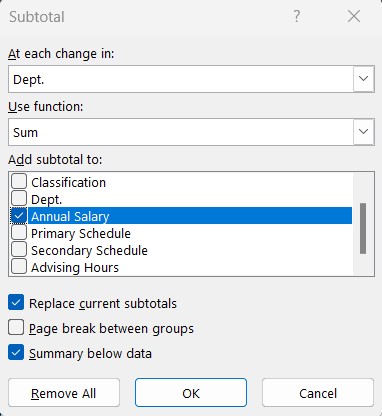 Subtotal ?
At each change in:
Dept.
Use function:
Sum
Add subtotal to:
Classification
Dept.
Annual Salary
Primary Schedule
Secondary Schedule
Advising Hours
Replace current subtotals
Page break between groups
Summary below data
Remove All OK Cancel